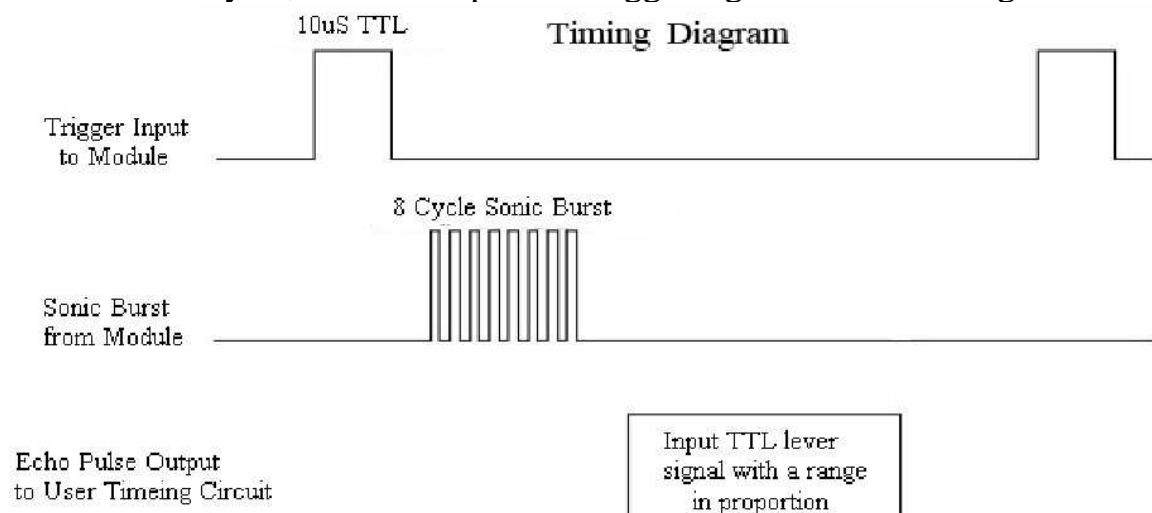 10uS TTL
Timing Diagram
Trigger Input
to Module
8 Cycle Sonic Burst
Sonic Burst
from Module
Echo Pulse Output
to User Timeing Circuit
Input TTL lever
signal with a range
in proportion